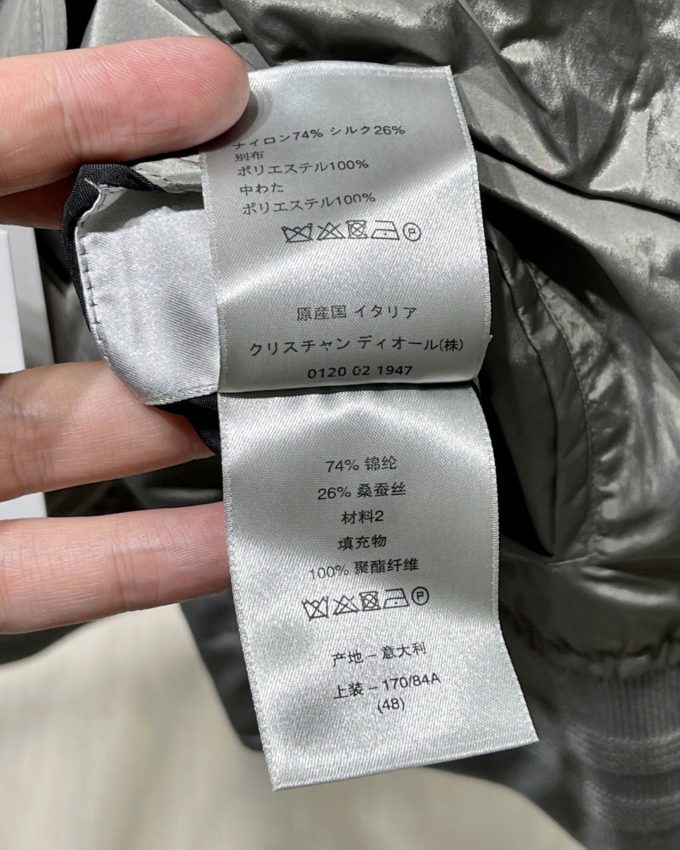 ナイロン74% シルク26%
別布
ポリエステル100%
中わた
ポリエステル100%
P
原産国 イタリア
クリスチャン ディオール(株)
0120 02 1947
74% 锦纶
26% 桑蚕丝
材料2
填充物
100% 聚酯纤维
P
产地 – 意大利
上装 – 170/84A
(48)